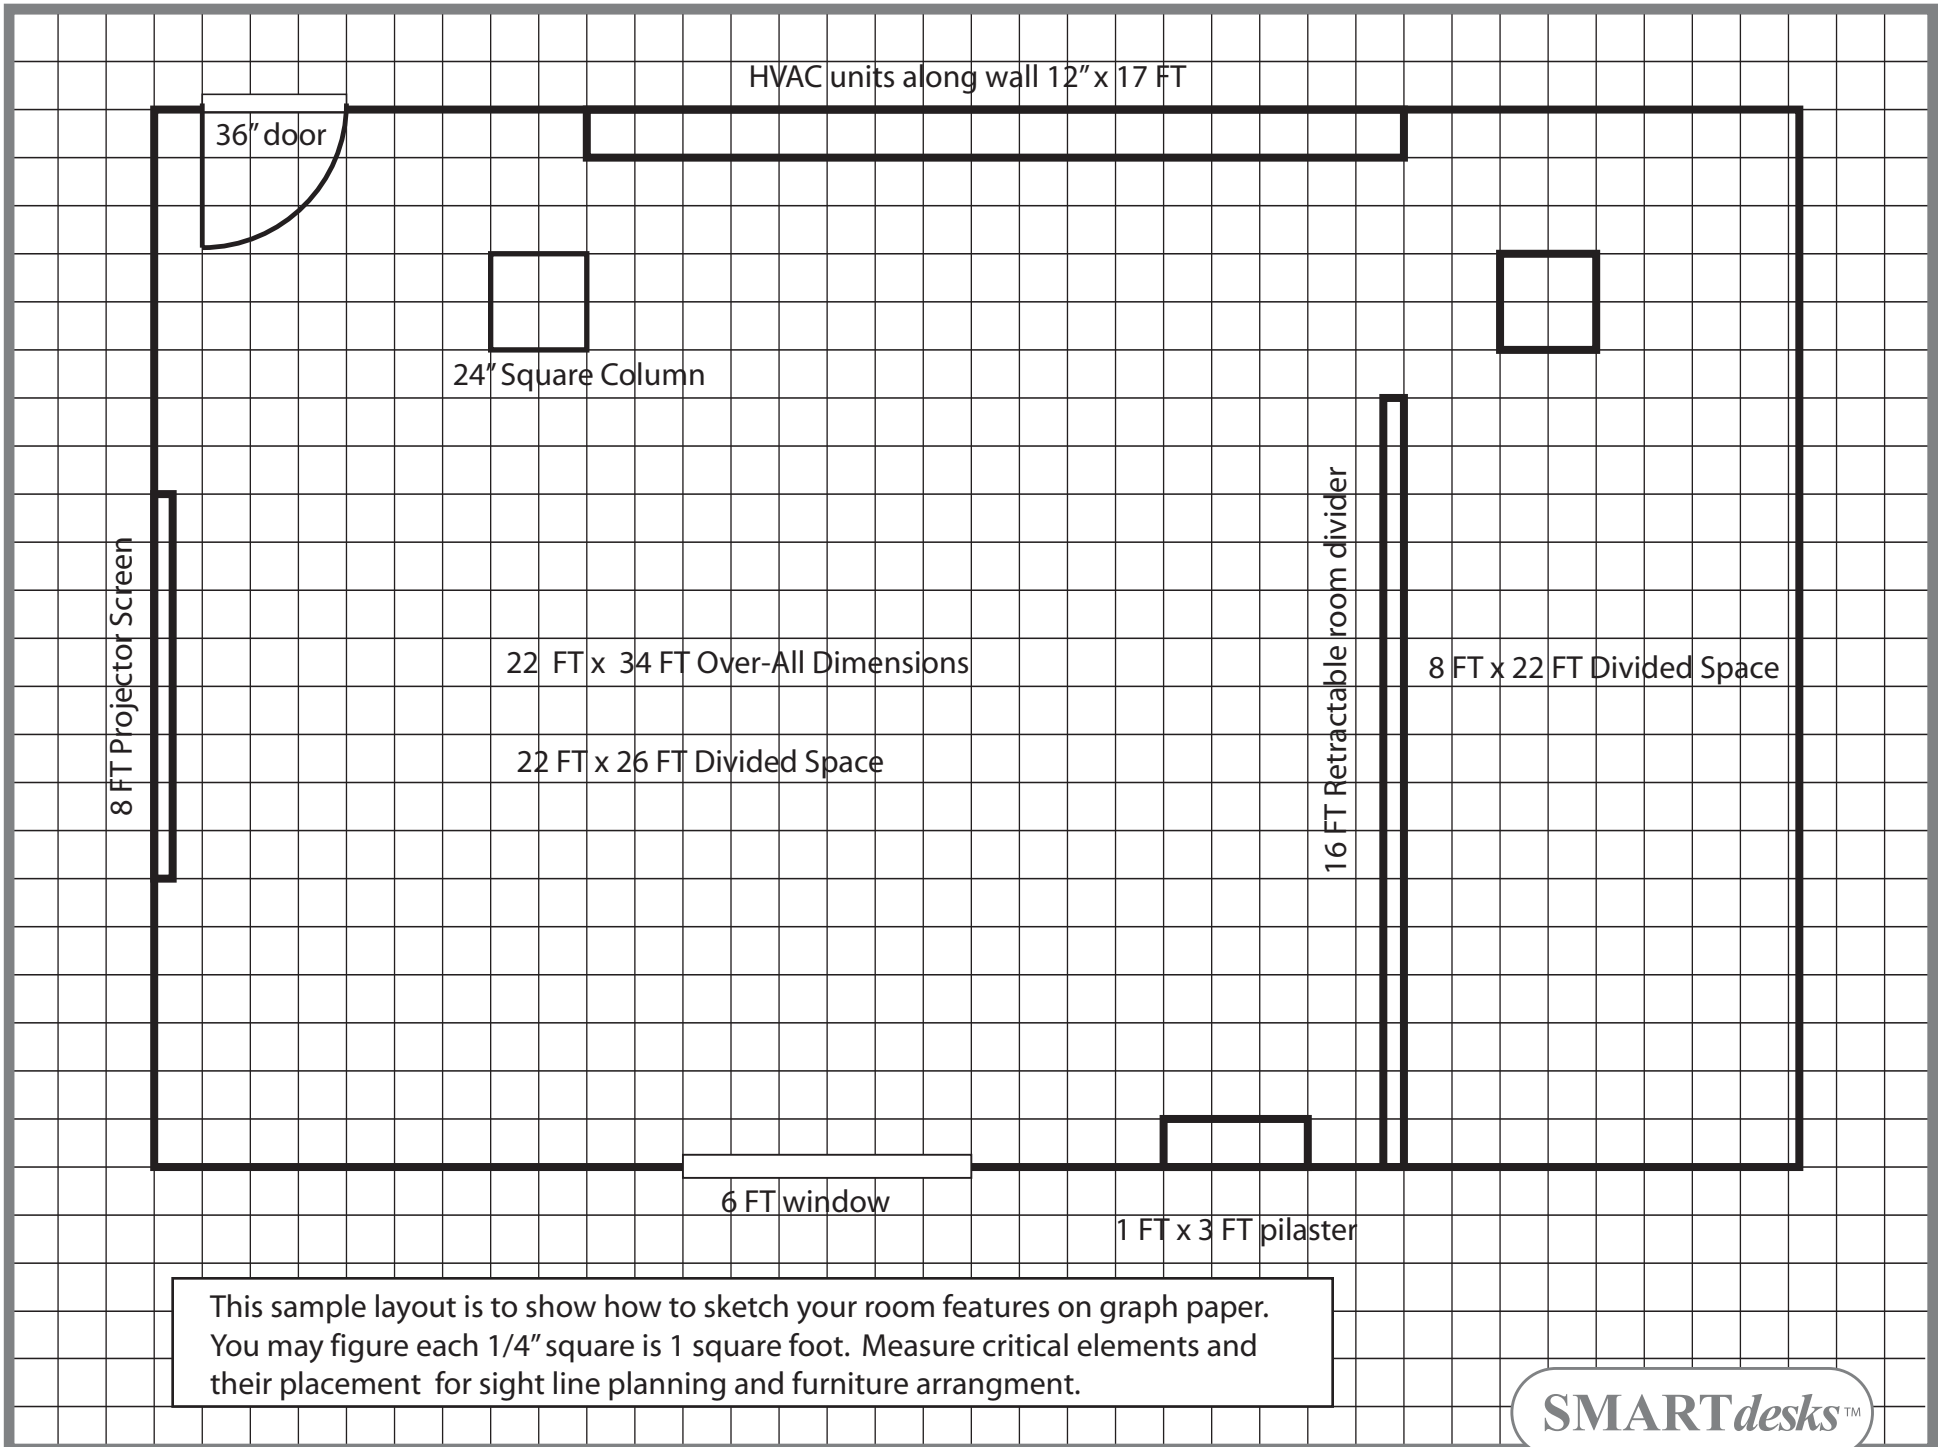 HVAC units along wall 12” x 17 FT
36” door
24” Square Column
8 FT Projector Screen
16 FT Retractable room divider
22 FT x 34 FT Over-All Dimensions
8 FT x 22 FT Divided Space
22 FT x 26 FT Divided Space
6 FT window
1 FT x 3 FT pilaster
This sample layout is to show how to sketch your room features on graph paper.
You may figure each 1/4” square is 1 square foot. Measure critical elements and
their placement for sight line planning and furniture arrangment.
SMARTdesks™